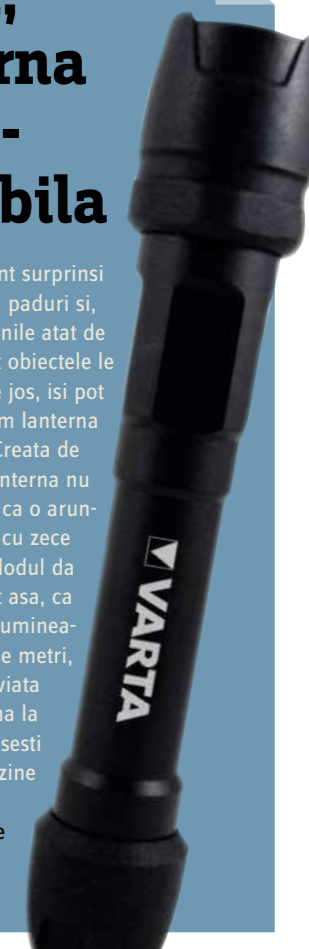 rna
-
bila
nt surprinsi
paduri si,
nile atat de
obiectele le
jos, isi pot
m lanterna
Creata de
nterna nu
ca o arun-
cu zece
lodul da
asa, ca
uminea-
e metri,
viata
na la
sesti
zine
e
VARTA